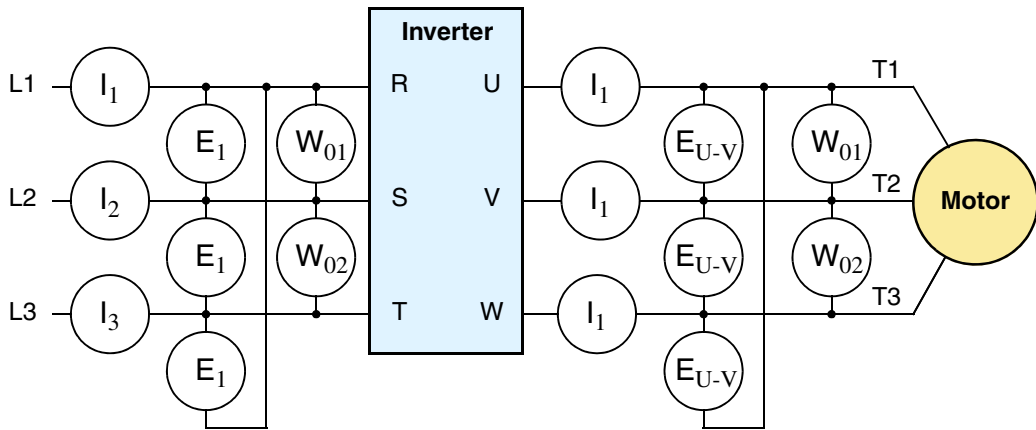 Inverter
L1 I1 R U I1 T1
E1 W01 EU-V W01
L2 I2 S V I1 T2 Motor
E1 W02 EU-V W02
L3 I3 T W I1 T3
E1 EU-V